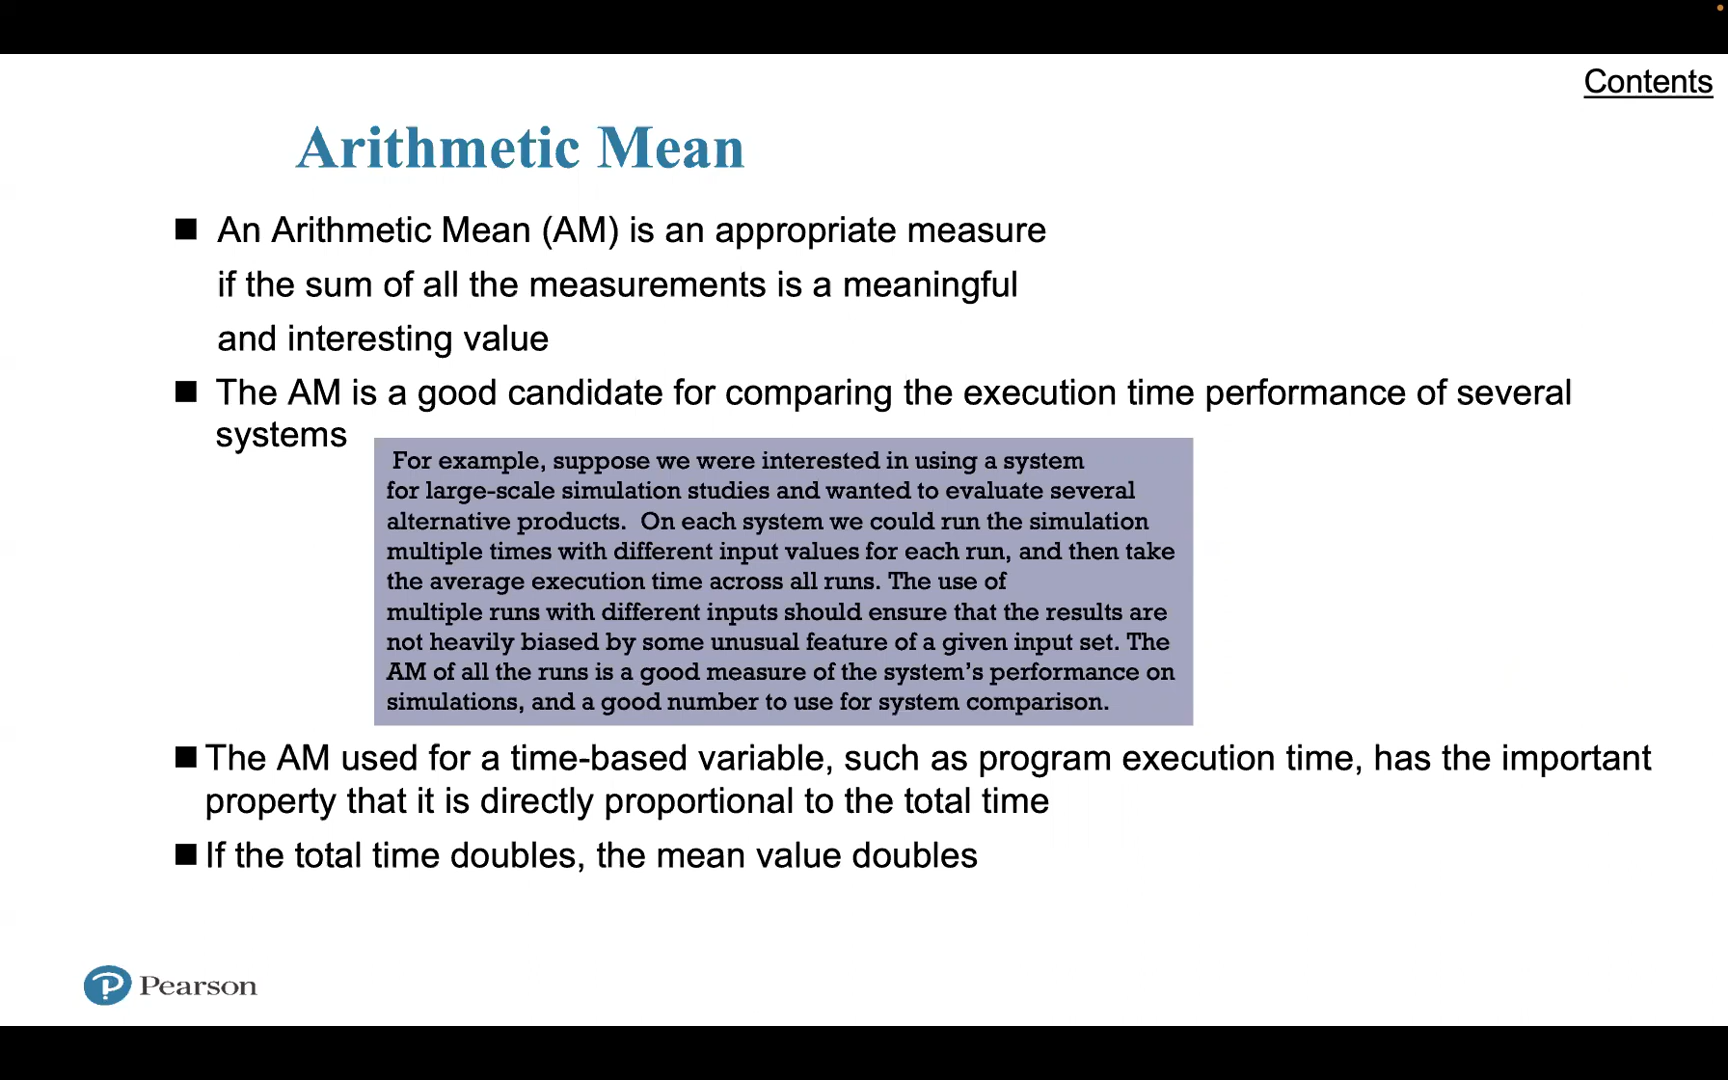 Contents
Arithmetic Mean
An Arithmetic Mean (AM) is an appropriate measure
if the sum of all the measurements is a meaningful
and interesting value
The AM is a good candidate for comparing the execution time performance of several
systems
For example, suppose we were interested in using a system
for large-scale simulation studies and wanted to evaluate several
alternative products. On each system we could run the simulation
multiple times with different input values for each run, and then take
the average execution time across all runs. The use of
multiple runs with different inputs should ensure that the results are
not heavily biased by some unusual feature of a given input set. The
AM of all the runs is a good measure of the system's performance on
simulations, and a good number to use for system comparison.
The AM used for a time-based variable, such as program execution time, has the important
property that it is directly proportional to the total time
If the total time doubles, the mean value doubles
Pearson